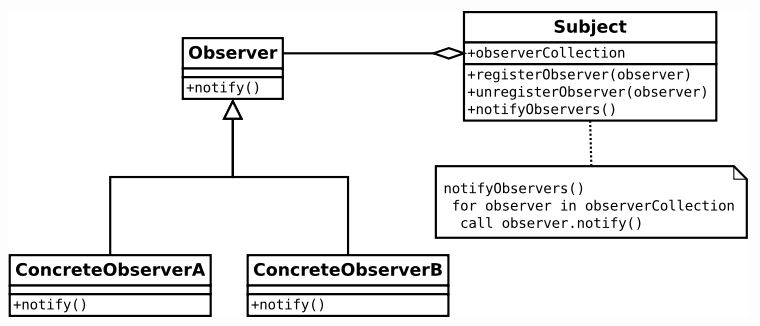 Subject
+observerCollection
+registerObserver(observer)
+unregisterObserver(observer)
+notifyObservers()
Observer
+notify()
notifyObservers()
for observer in observerCollection
call observer.notify()
ConcreteObserverA
+notify()
ConcreteObserverB
+notify()